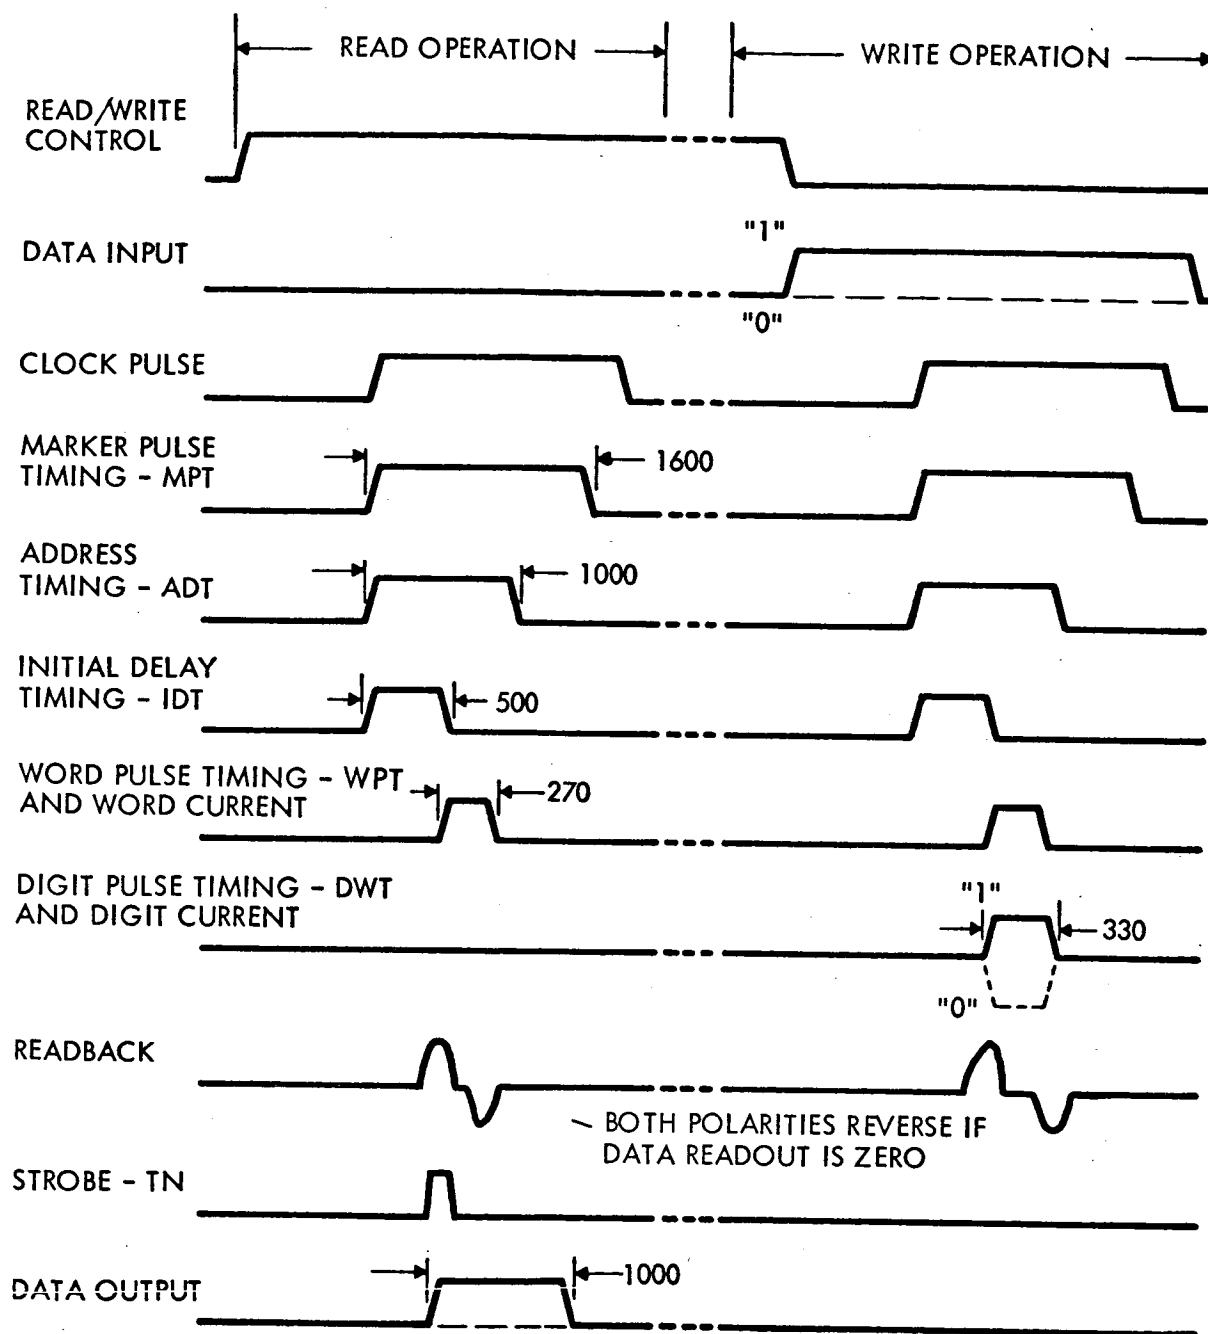 READ OPERATION
WRITE OPERATION
READ/WRITE
CONTROL
"1"
DATA INPUT
"0"
CLOCK PULSE
MARKER PULSE
TIMING - MPT
1600
ADDRESS
TIMING - ADT
1000
INITIAL DELAY
TIMING - IDT
500
WORD PULSE TIMING - WPT
AND WORD CURRENT
270
DIGIT PULSE TIMING - DWT
AND DIGIT CURRENT
"1"
330
"0"
READBACK
BOTH POLARITIES REVERSE IF
DATA READOUT IS ZERO
STROBE - TN
DATA OUTPUT
1000